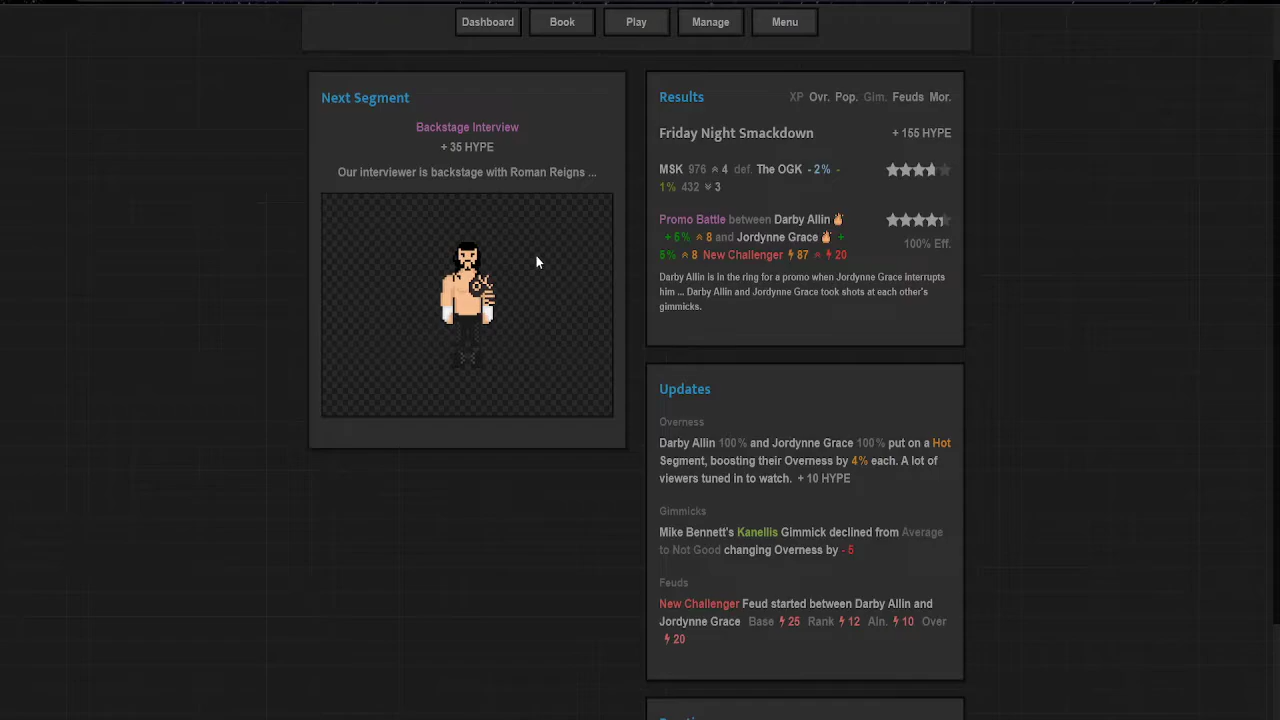 Dashboard
Book
Play
Manage
Menu
Next Segment
Backstage Interview
+ 35 HYPE
Our interviewer is backstage with Roman Reigns ...
Results
XP Ovr. Pop. Gim. Feuds Mor.
Friday Night Smackdown
+ 155 HYPE
MSK 976 4 def. The OGK - 2% -
1% 432 3
Promo Battle between Darby Allin
+ 5% 8 and Jordynne Grace +
5% 8 New Challenger 87 20
100% Eff.
Darby Allin is in the ring for a promo when Jordynne Grace interrupts
him ... Darby Allin and Jordynne Grace took shots at each other's
gimmicks.
Updates
Overness
Darby Allin 100% and Jordynne Grace 100% put on a Hot
Segment, boosting their Overness by 4% each. A lot of
viewers tuned in to watch. + 10 HYPE
Gimmicks
Mike Bennett's Kanellis Gimmick declined from Average
to Not Good changing Overness by - 5
Feuds
New Challenger Feud started between Darby Allin and
Jordynne Grace Base 25 Rank 12 Aln. 10 Over
20